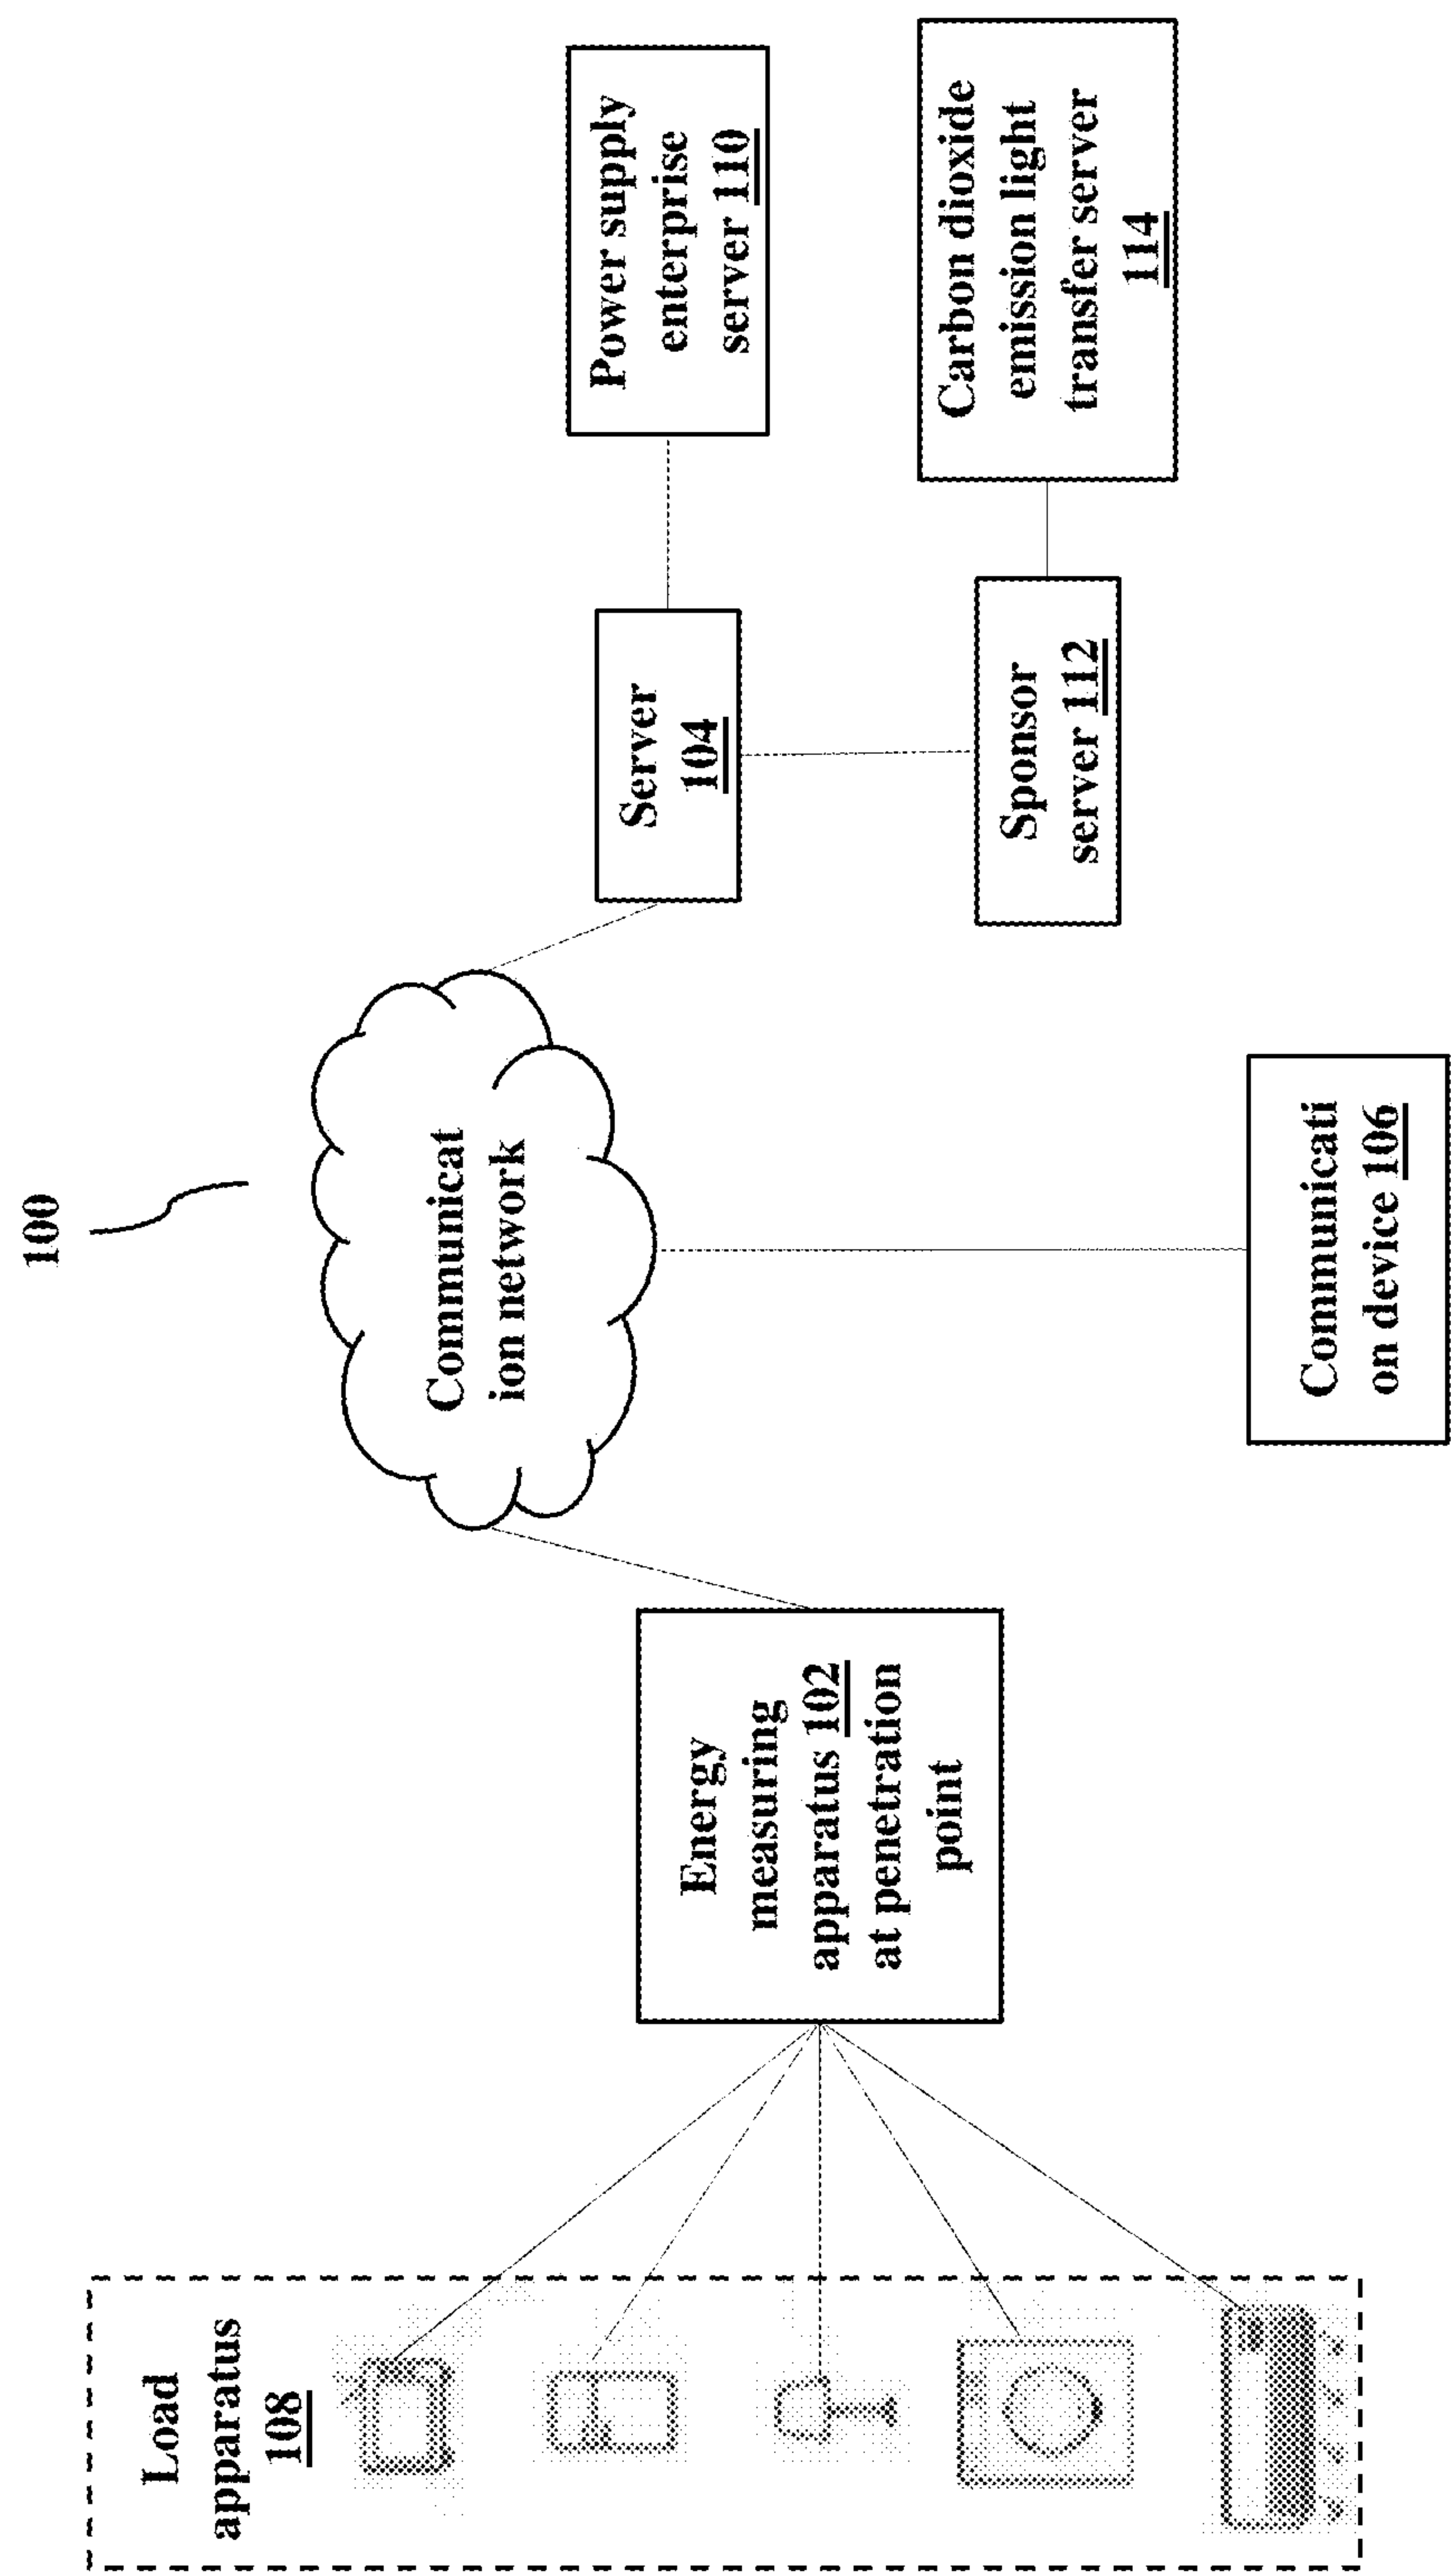 100
Load
apparatus
108
Energy
measuring
apparatus 102
at penetration
point
Communicat
ion network
Communicati
on device 106
Server
104
Sponsor
server 112
Power supply
enterprise
server 110
Carbon dioxide
emission light
transfer server
114